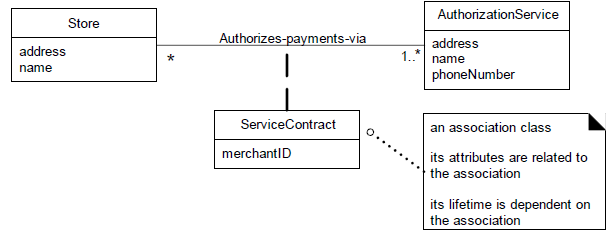 Store
address
name
Authorizes-payments-via
*
1..*
AuthorizationService
address
name
phoneNumber
ServiceContract
merchantID
an association class
its attributes are related to
the association
its lifetime is dependent on
the association